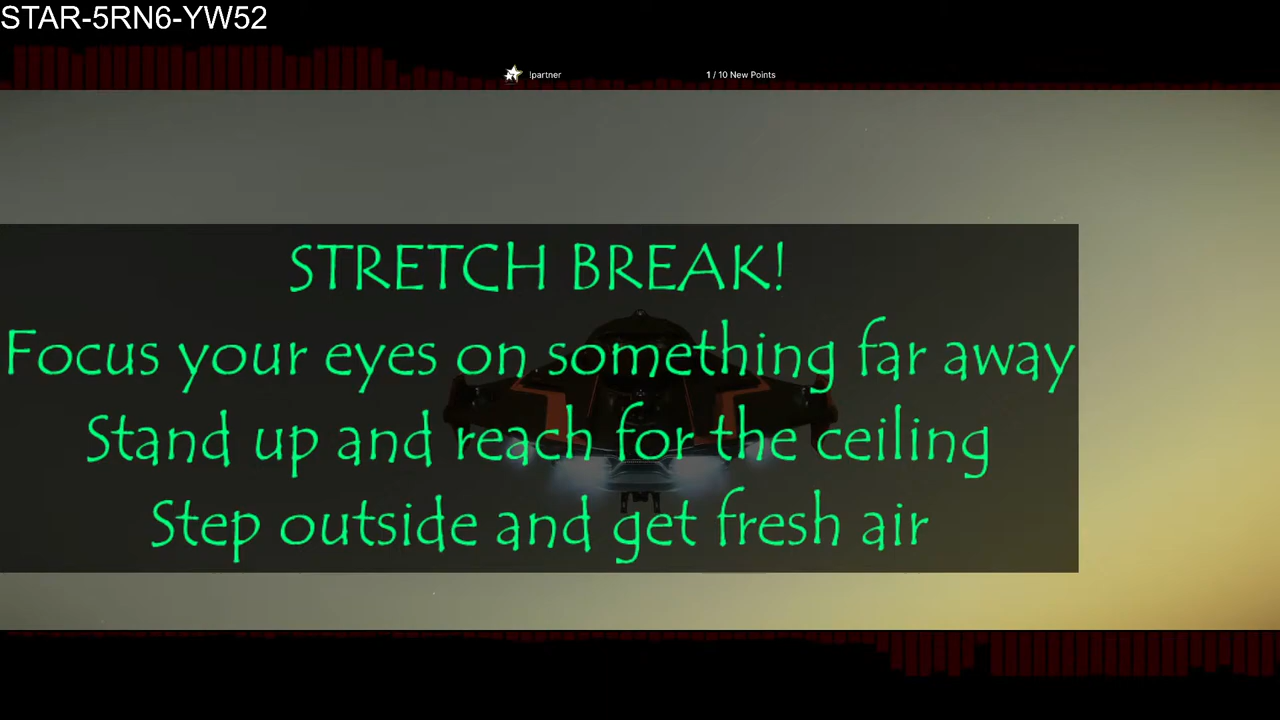 STAR-5RN6-YW52
!partner
1 / 10 New Points
STRETCH BREAK!
Focus your eyes on something far away
Stand up and reach for the ceiling
Step outside and get fresh air